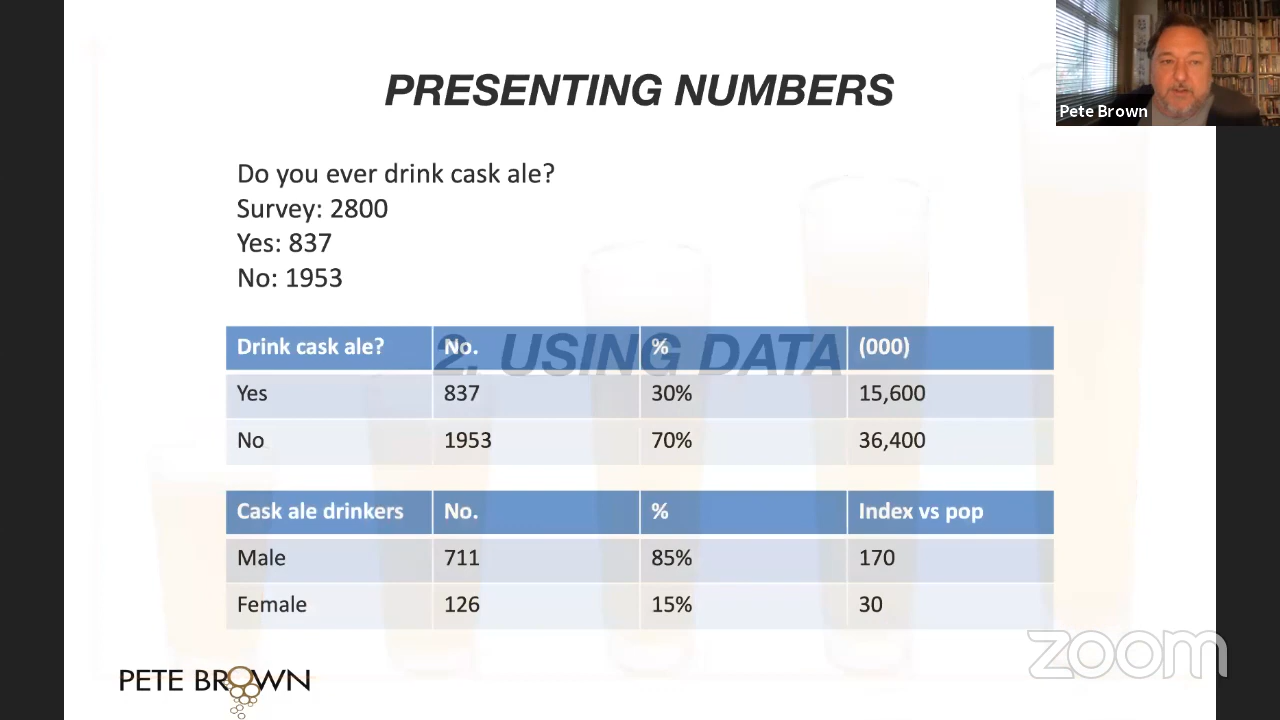 PRESENTING NUMBERS
Pete Brown
Do you ever drink cask ale?
Survey: 2800
Yes: 837
No: 1953
2. USING DATA
Drink cask ale? No. % (000)
Yes 837 30% 15,600
No 1953 70% 36,400
Cask ale drinkers No. % Index vs pop
Male 711 85% 170
Female 126 15% 30
zoom
PETE BROWN